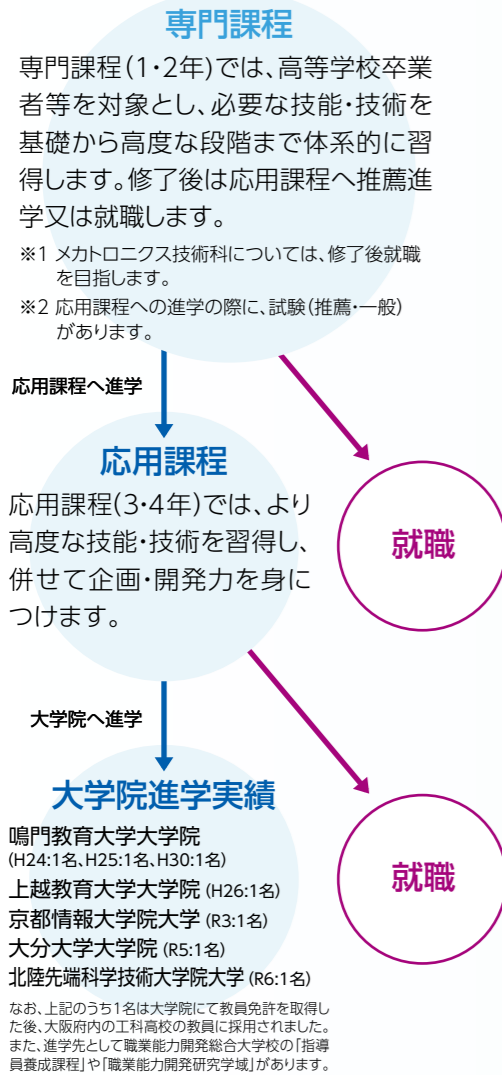 専門課程
専門課程(1・2年)では、高等学校卒業
者等を対象とし、必要な技能・技術を
基礎から高度な段階まで体系的に習
得します。修了後は応用課程へ推薦進
学又は就職します。
※1 メカトロニクス技術科については、修了後就職
を目指します。
※2 応用課程への進学の際に、試験(推薦・一般)
があります。
応用課程へ進学
応用課程
応用課程(3・4年)では、より
高度な技能・技術を習得し、
併せて企画・開発力を身に
つけます。
就職
大学院へ進学
大学院進学実績
鳴門教育大学大学院
(H24:1名、H25:1名、H30:1名)
上越教育大学大学院 (H26:1名)
京都情報大学院大学 (R3:1名)
大分大学大学院 (R5:1名)
北陸先端科学技術大学院大学 (R6:1名)
なお、上記のうち1名は大学院にて教員免許を取得し
た後、大阪府内の工科高校の教員に採用されました。
また、進学先として職業能力開発総合大学校の「指導
員養成課程」や「職業能力開発研究学域」があります。
就職